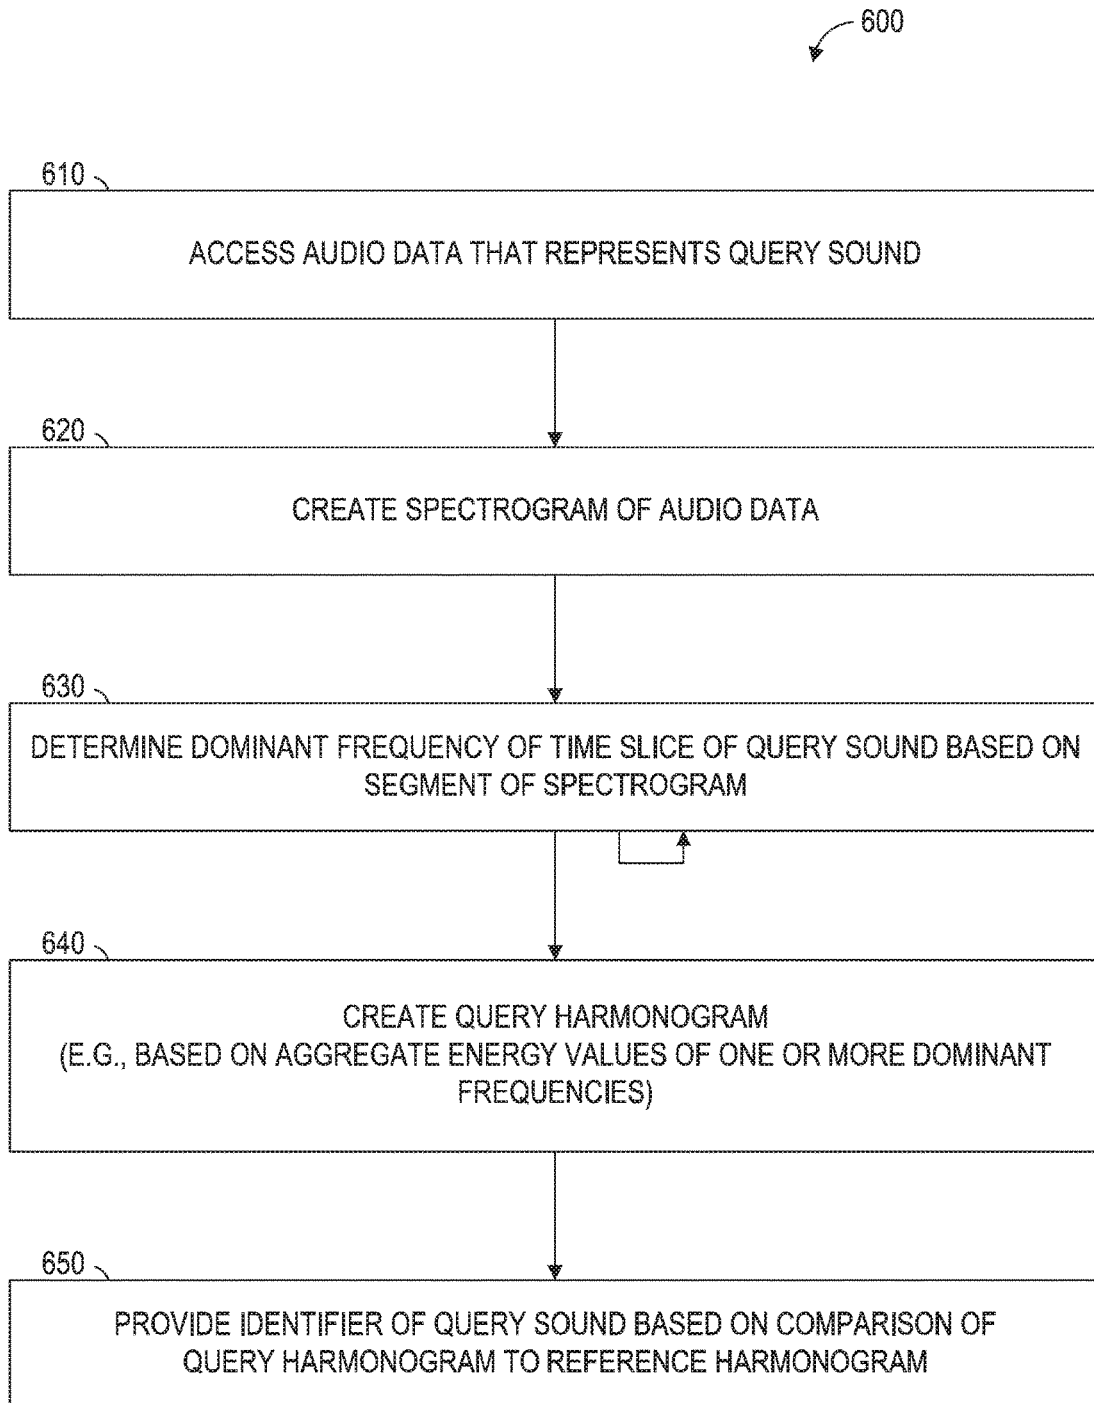 600
610
ACCESS AUDIO DATA THAT REPRESENTS QUERY SOUND
620
CREATE SPECTROGRAM OF AUDIO DATA
630
DETERMINE DOMINANT FREQUENCY OF TIME SLICE OF QUERY SOUND BASED ON
SEGMENT OF SPECTROGRAM
640
CREATE QUERY HARMONOGRAM
(E.G., BASED ON AGGREGATE ENERGY VALUES OF ONE OR MORE DOMINANT
FREQUENCIES)
650
PROVIDE IDENTIFIER OF QUERY SOUND BASED ON COMPARISON OF
QUERY HARMONOGRAM TO REFERENCE HARMONOGRAM